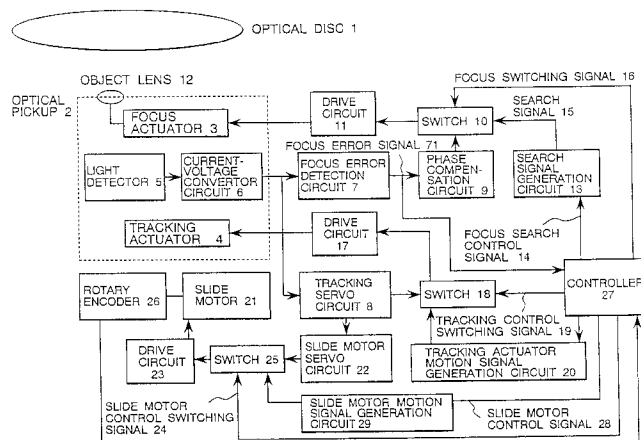 OPTICAL DISC 1
OBJECT LENS 12
FOCUS SWITCHING SIGNAL 16
OPTICAL
PICKUP 2
FOCUS
ACTUATOR 3
DRIVE
CIRCUIT
11
SWITCH 10
SEARCH
SIGNAL 15
FOCUS ERROR SIGNAL 71
LIGHT
DETECTOR 5
CURRENT-
VOLTAGE
CONVERTOR
CIRCUIT 6
FOCUS ERROR
DETECTION
CIRCUIT 7
PHASE
COMPEN-
SATION
CIRCUIT 9
SEARCH
SIGNAL
GENERATION
CIRCUIT 13
TRACKING
ACTUATOR 4
DRIVE
CIRCUIT
17
FOCUS SEARCH
CONTROL
SIGNAL 14
ROTARY
ENCODER 26
SLIDE
MOTOR 21
TRACKING
SERVO
CIRCUIT 8
SWITCH 18
CONTROLLER
27
TRACKING CONTROL
SWITCHING SIGNAL 19
DRIVE
CIRCUIT
23
SWITCH 25
SLIDE MOTOR
SERVO
CIRCUIT 22
TRACKING ACTUATOR
MOTION SIGNAL
GENERATION CIRCUIT 20
SLIDE MOTOR
CONTROL SWITCHING
SIGNAL 24
SLIDE MOTOR MOTION
SIGNAL GENERATION
CIRCUIT 29
SLIDE MOTOR
CONTROL SIGNAL 28